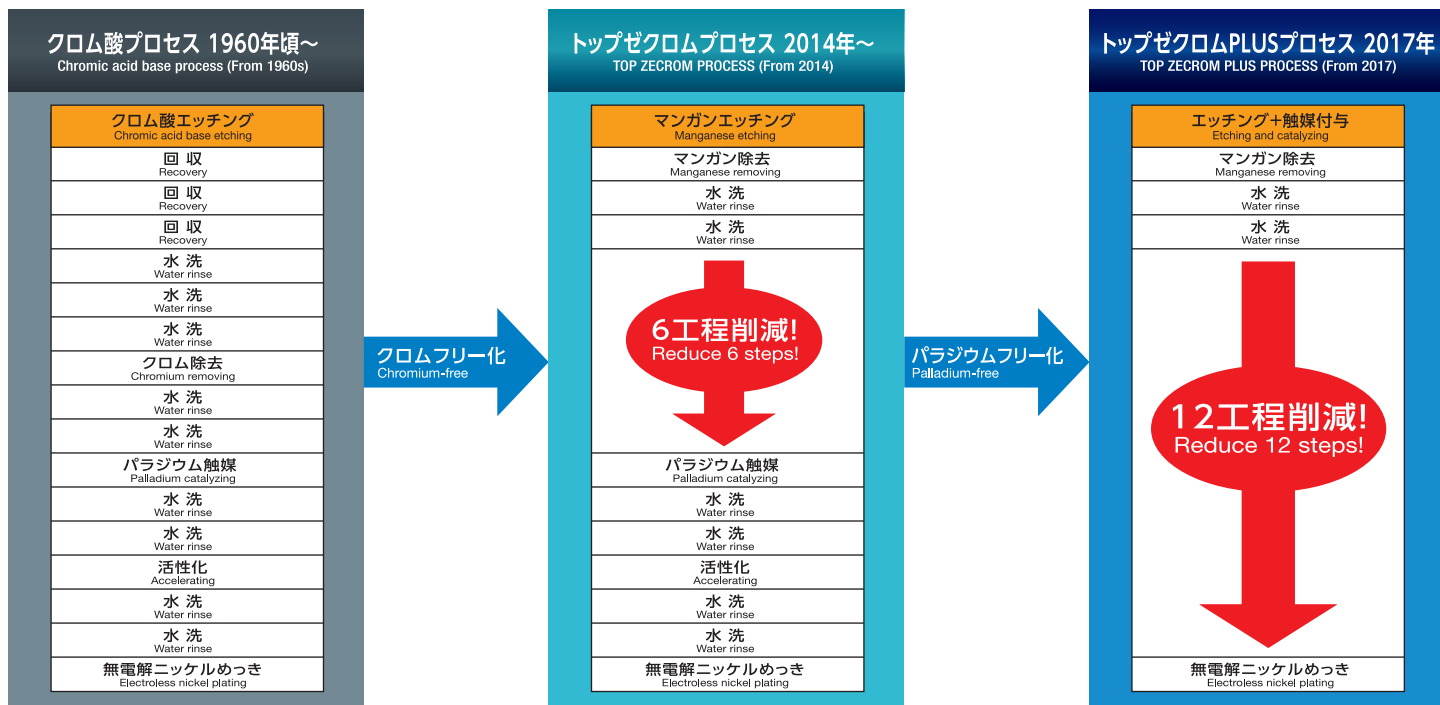 クロム酸プロセス 1960年頃～
Chromic acid base process (From 1960s)
クロム酸エッチング
Chromic acid base etching
回 収
Recovery
回 収
Recovery
回 収
Recovery
水 洗
Water rinse
水 洗
Water rinse
水 洗
Water rinse
クロム除去
Chromium removing
水 洗
Water rinse
水 洗
Water rinse
パラジウム触媒
Palladium catalyzing
水 洗
Water rinse
水 洗
Water rinse
活性化
Accelerating
水 洗
Water rinse
水 洗
Water rinse
無電解ニッケルめっき
Electroless nickel plating
クロムフリー化
Chromium-free
トップゼクロムプロセス 2014年～
TOP ZECROM PROCESS (From 2014)
マンガンエッチング
Manganese etching
マンガン除去
Manganese removing
水 洗
Water rinse
水 洗
Water rinse
6工程削減!
Reduce 6 steps!
パラジウム触媒
Palladium catalyzing
水 洗
Water rinse
水 洗
Water rinse
活性化
Accelerating
水 洗
Water rinse
水 洗
Water rinse
無電解ニッケルめっき
Electroless nickel plating
パラジウムフリー化
Palladium-free
トップゼクロムPLUSプロセス 2017年
TOP ZECROM PLUS PROCESS (From 2017)
エッチング+触媒付与
Etching and catalyzing
マンガン除去
Manganese removing
水 洗
Water rinse
水 洗
Water rinse
12工程削減!
Reduce 12 steps!
無電解ニッケルめっき
Electroless nickel plating